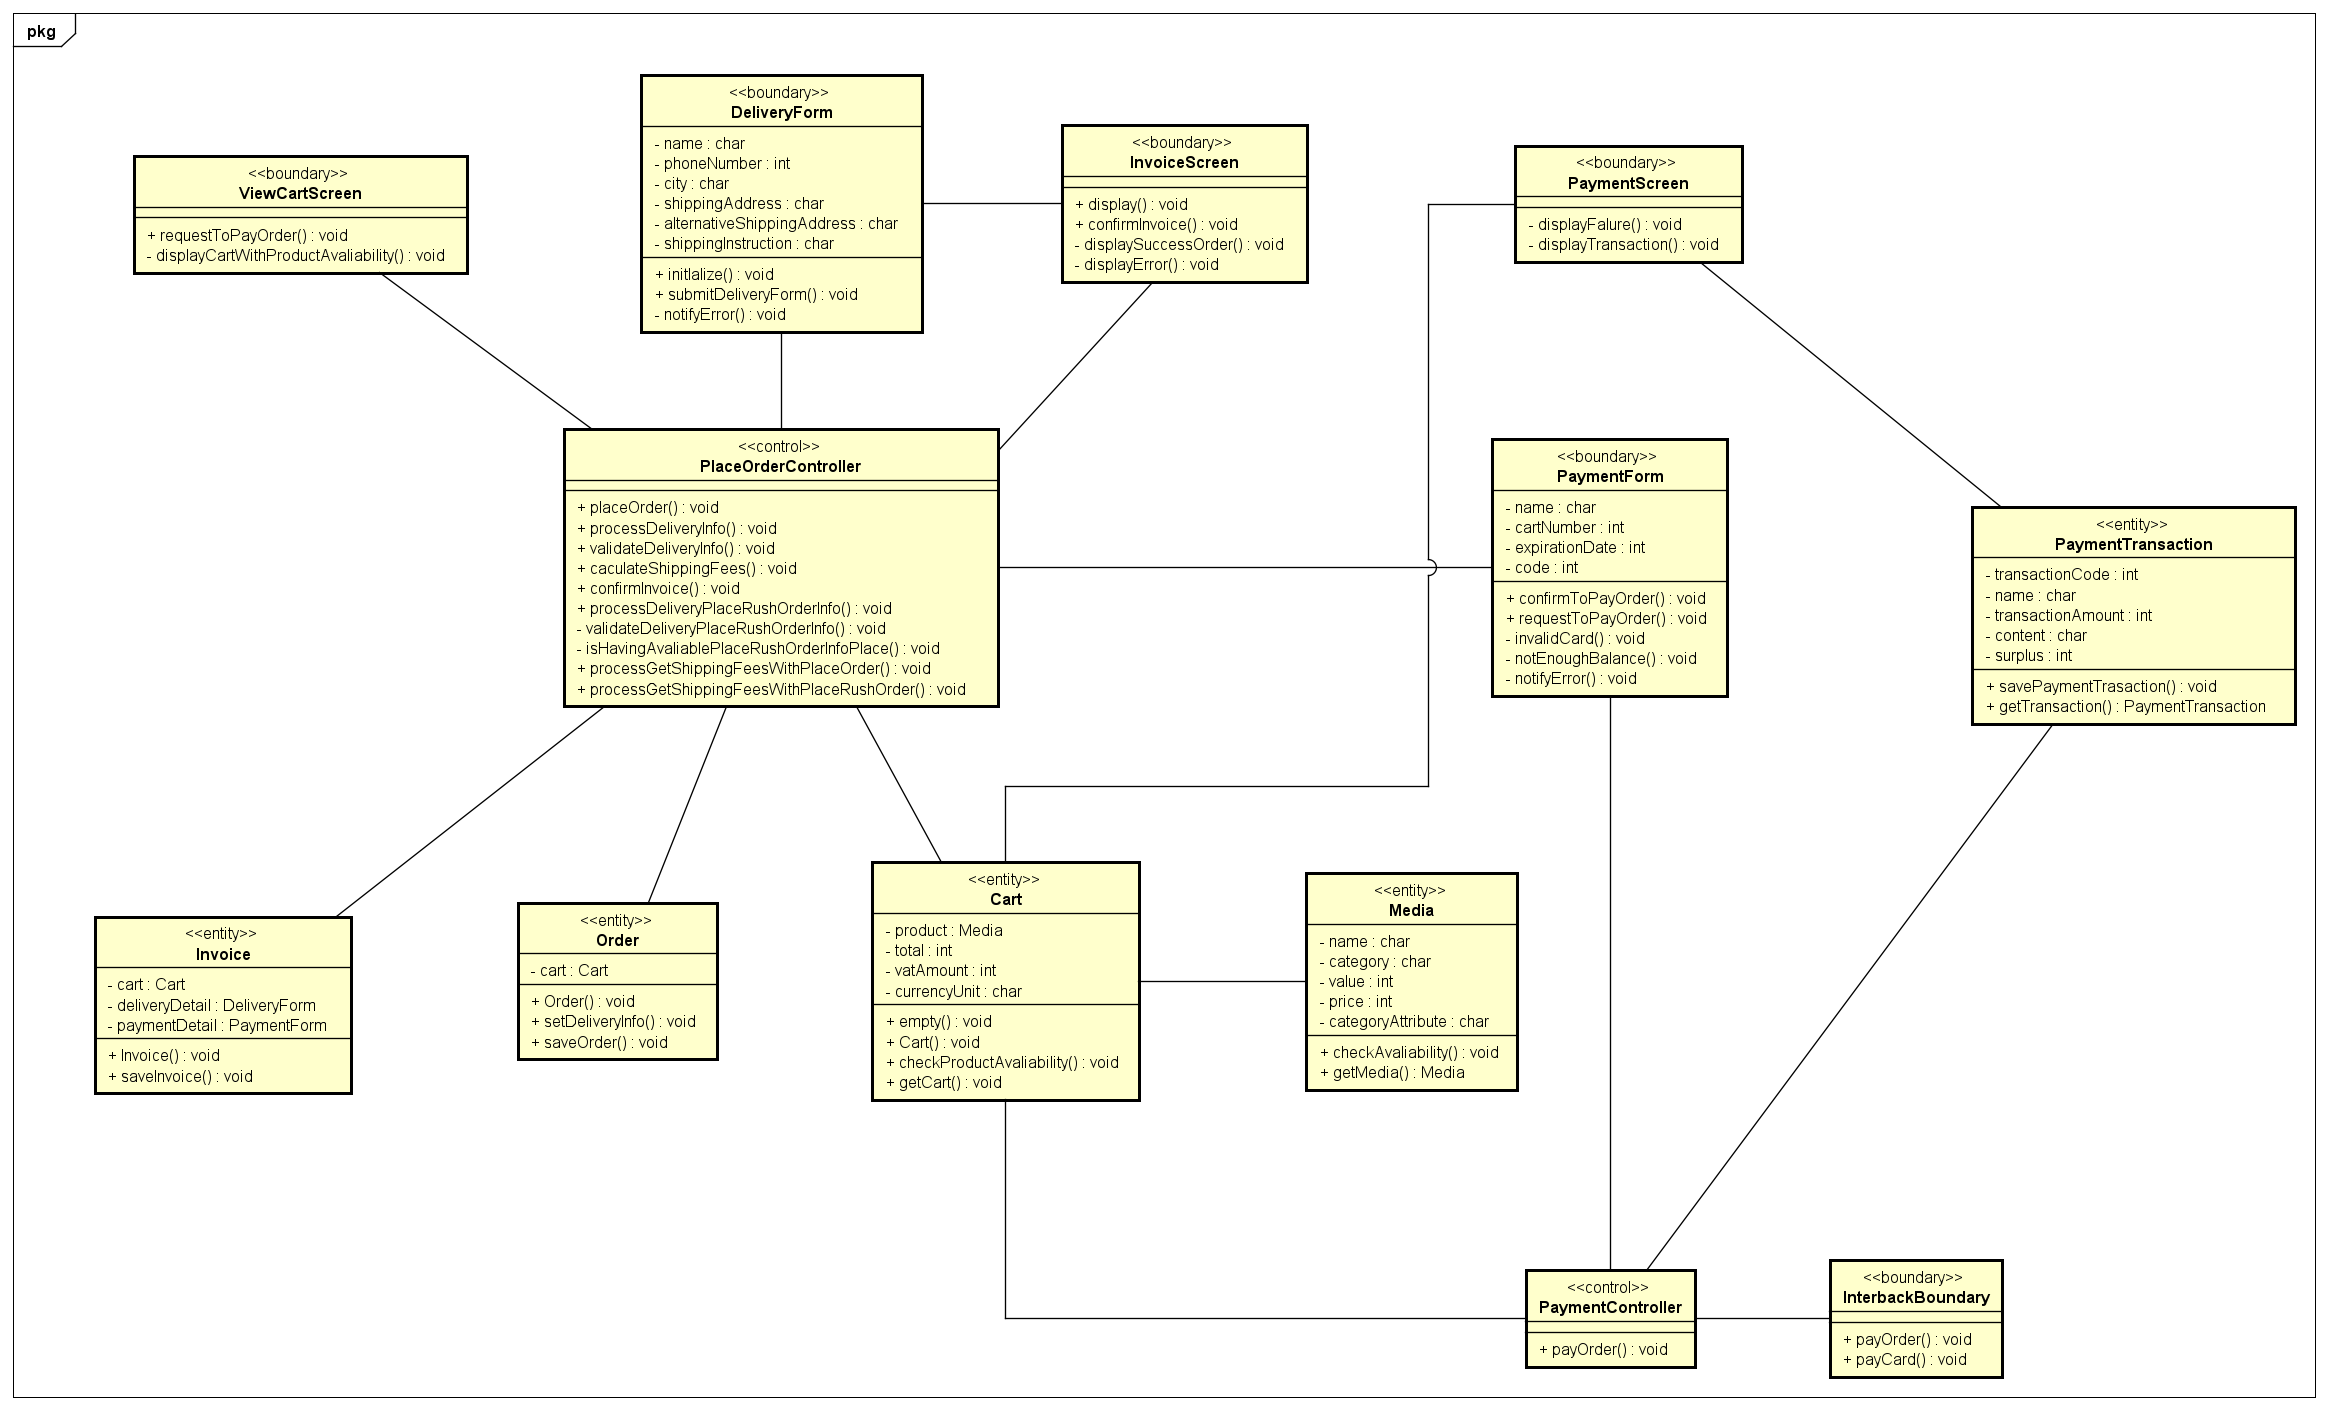 pkg
<<boundary>>
DeliveryForm
- name : char
- phoneNumber : int
- city : char
- shippingAddress : char
- alternativeShippingAddress : char
- shippingInstruction : char
+ initlalize() : void
+ submitDeliveryForm() : void
- notifyError() : void
<<boundary>>
InvoiceScreen
+ display() : void
+ confirmInvoice() : void
- displaySuccessOrder() : void
- displayError() : void
<<boundary>>
PaymentScreen
- displayFalure() : void
- displayTransaction() : void
<<boundary>>
ViewCartScreen
+ requestToPayOrder() : void
- displayCartWithProductAvaliability() : void
<<control>>
PlaceOrderController
+ placeOrder() : void
+ processDeliveryInfo() : void
+ validateDeliveryInfo() : void
+ caculateShippingFees() : void
+ confirmInvoice() : void
+ processDeliveryPlaceRushOrderInfo() : void
- validateDeliveryPlaceRushOrderInfo() : void
- isHavingAvaliablePlaceRushOrderInfoPlace() : void
+ processGetShippingFeesWithPlaceOrder() : void
+ processGetShippingFeesWithPlaceRushOrder() : void
<<boundary>>
PaymentForm
- name : char
- cartNumber : int
- expirationDate : int
- code : int
+ confirmToPayOrder() : void
+ requestToPayOrder() : void
- invalidCard() : void
- notEnoughBalance() : void
- notifyError() : void
<<entity>>
PaymentTransaction
- transactionCode : int
- name : char
- transactionAmount : int
- content : char
- surplus : int
+ savePaymentTrasaction() : void
+ getTransaction() : PaymentTransaction
<<entity>>
Invoice
- cart : Cart
- deliveryDetail : DeliveryForm
- paymentDetail : PaymentForm
+ Invoice() : void
+ saveInvoice() : void
<<entity>>
Order
- cart : Cart
+ Order() : void
+ setDeliveryInfo() : void
+ saveOrder() : void
<<entity>>
Cart
- product : Media
- total : int
- vatAmount : int
- currencyUnit : char
+ empty() : void
+ Cart() : void
+ checkProductAvaliability() : void
+ getCart() : void
<<entity>>
Media
- name : char
- category : char
- value : int
- price : int
- categoryAttribute : char
+ checkAvaliability() : void
+ getMedia() : Media
<<control>>
PaymentController
+ payOrder() : void
<<boundary>>
InterbackBoundary
+ payOrder() : void
+ payCard() : void